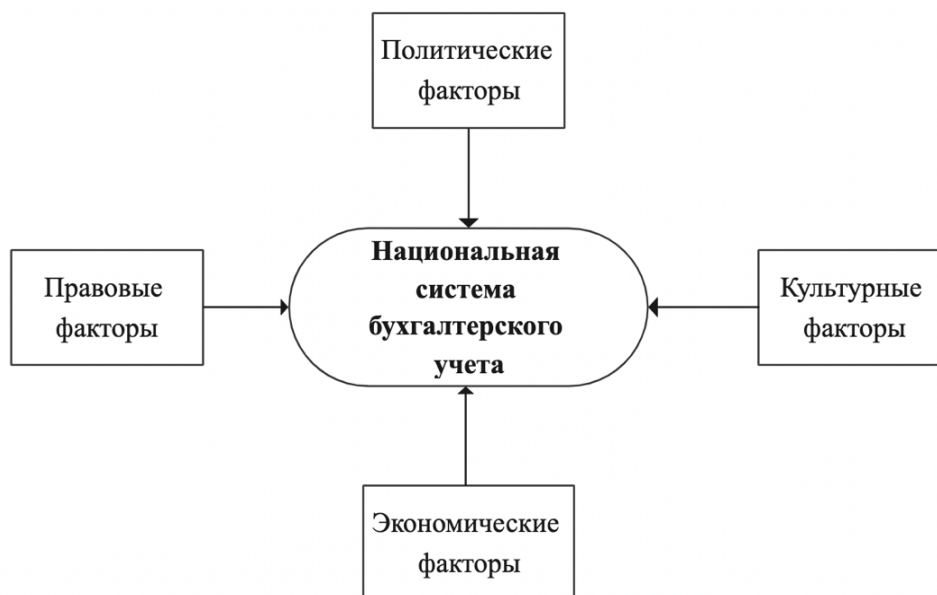 Политические
факторы
Правовые
факторы
Национальная
система
бухгалтерского
учета
Культурные
факторы
Экономические
факторы